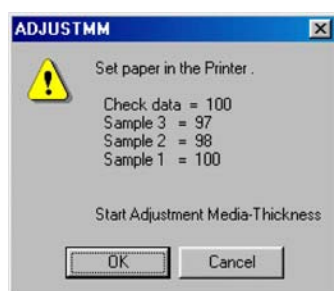 ADJUSTMM
Set paper in the Printer .
Check data = 100
Sample 3 = 97
Sample 2 = 98
Sample 1 = 100
Start Adjustment Media-Thickness
OK Cancel